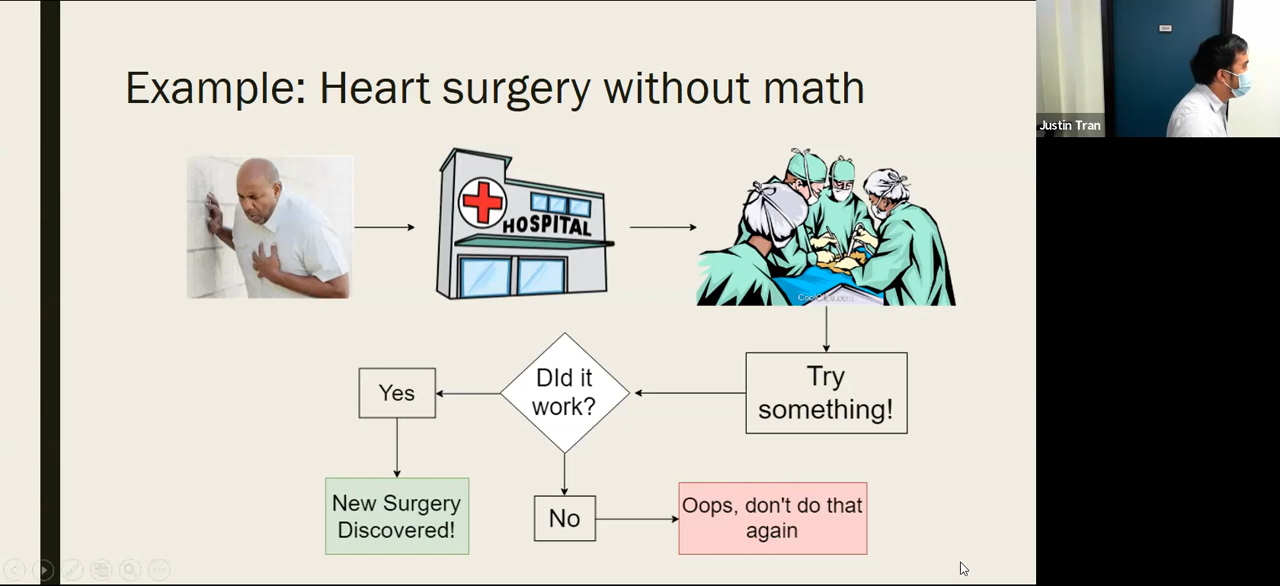 Example: Heart surgery without math
Justin Tran
HOSPITAL
DId it
work?
Yes
Try
something!
New Surgery
Discovered!
No
Oops, don't do that
again